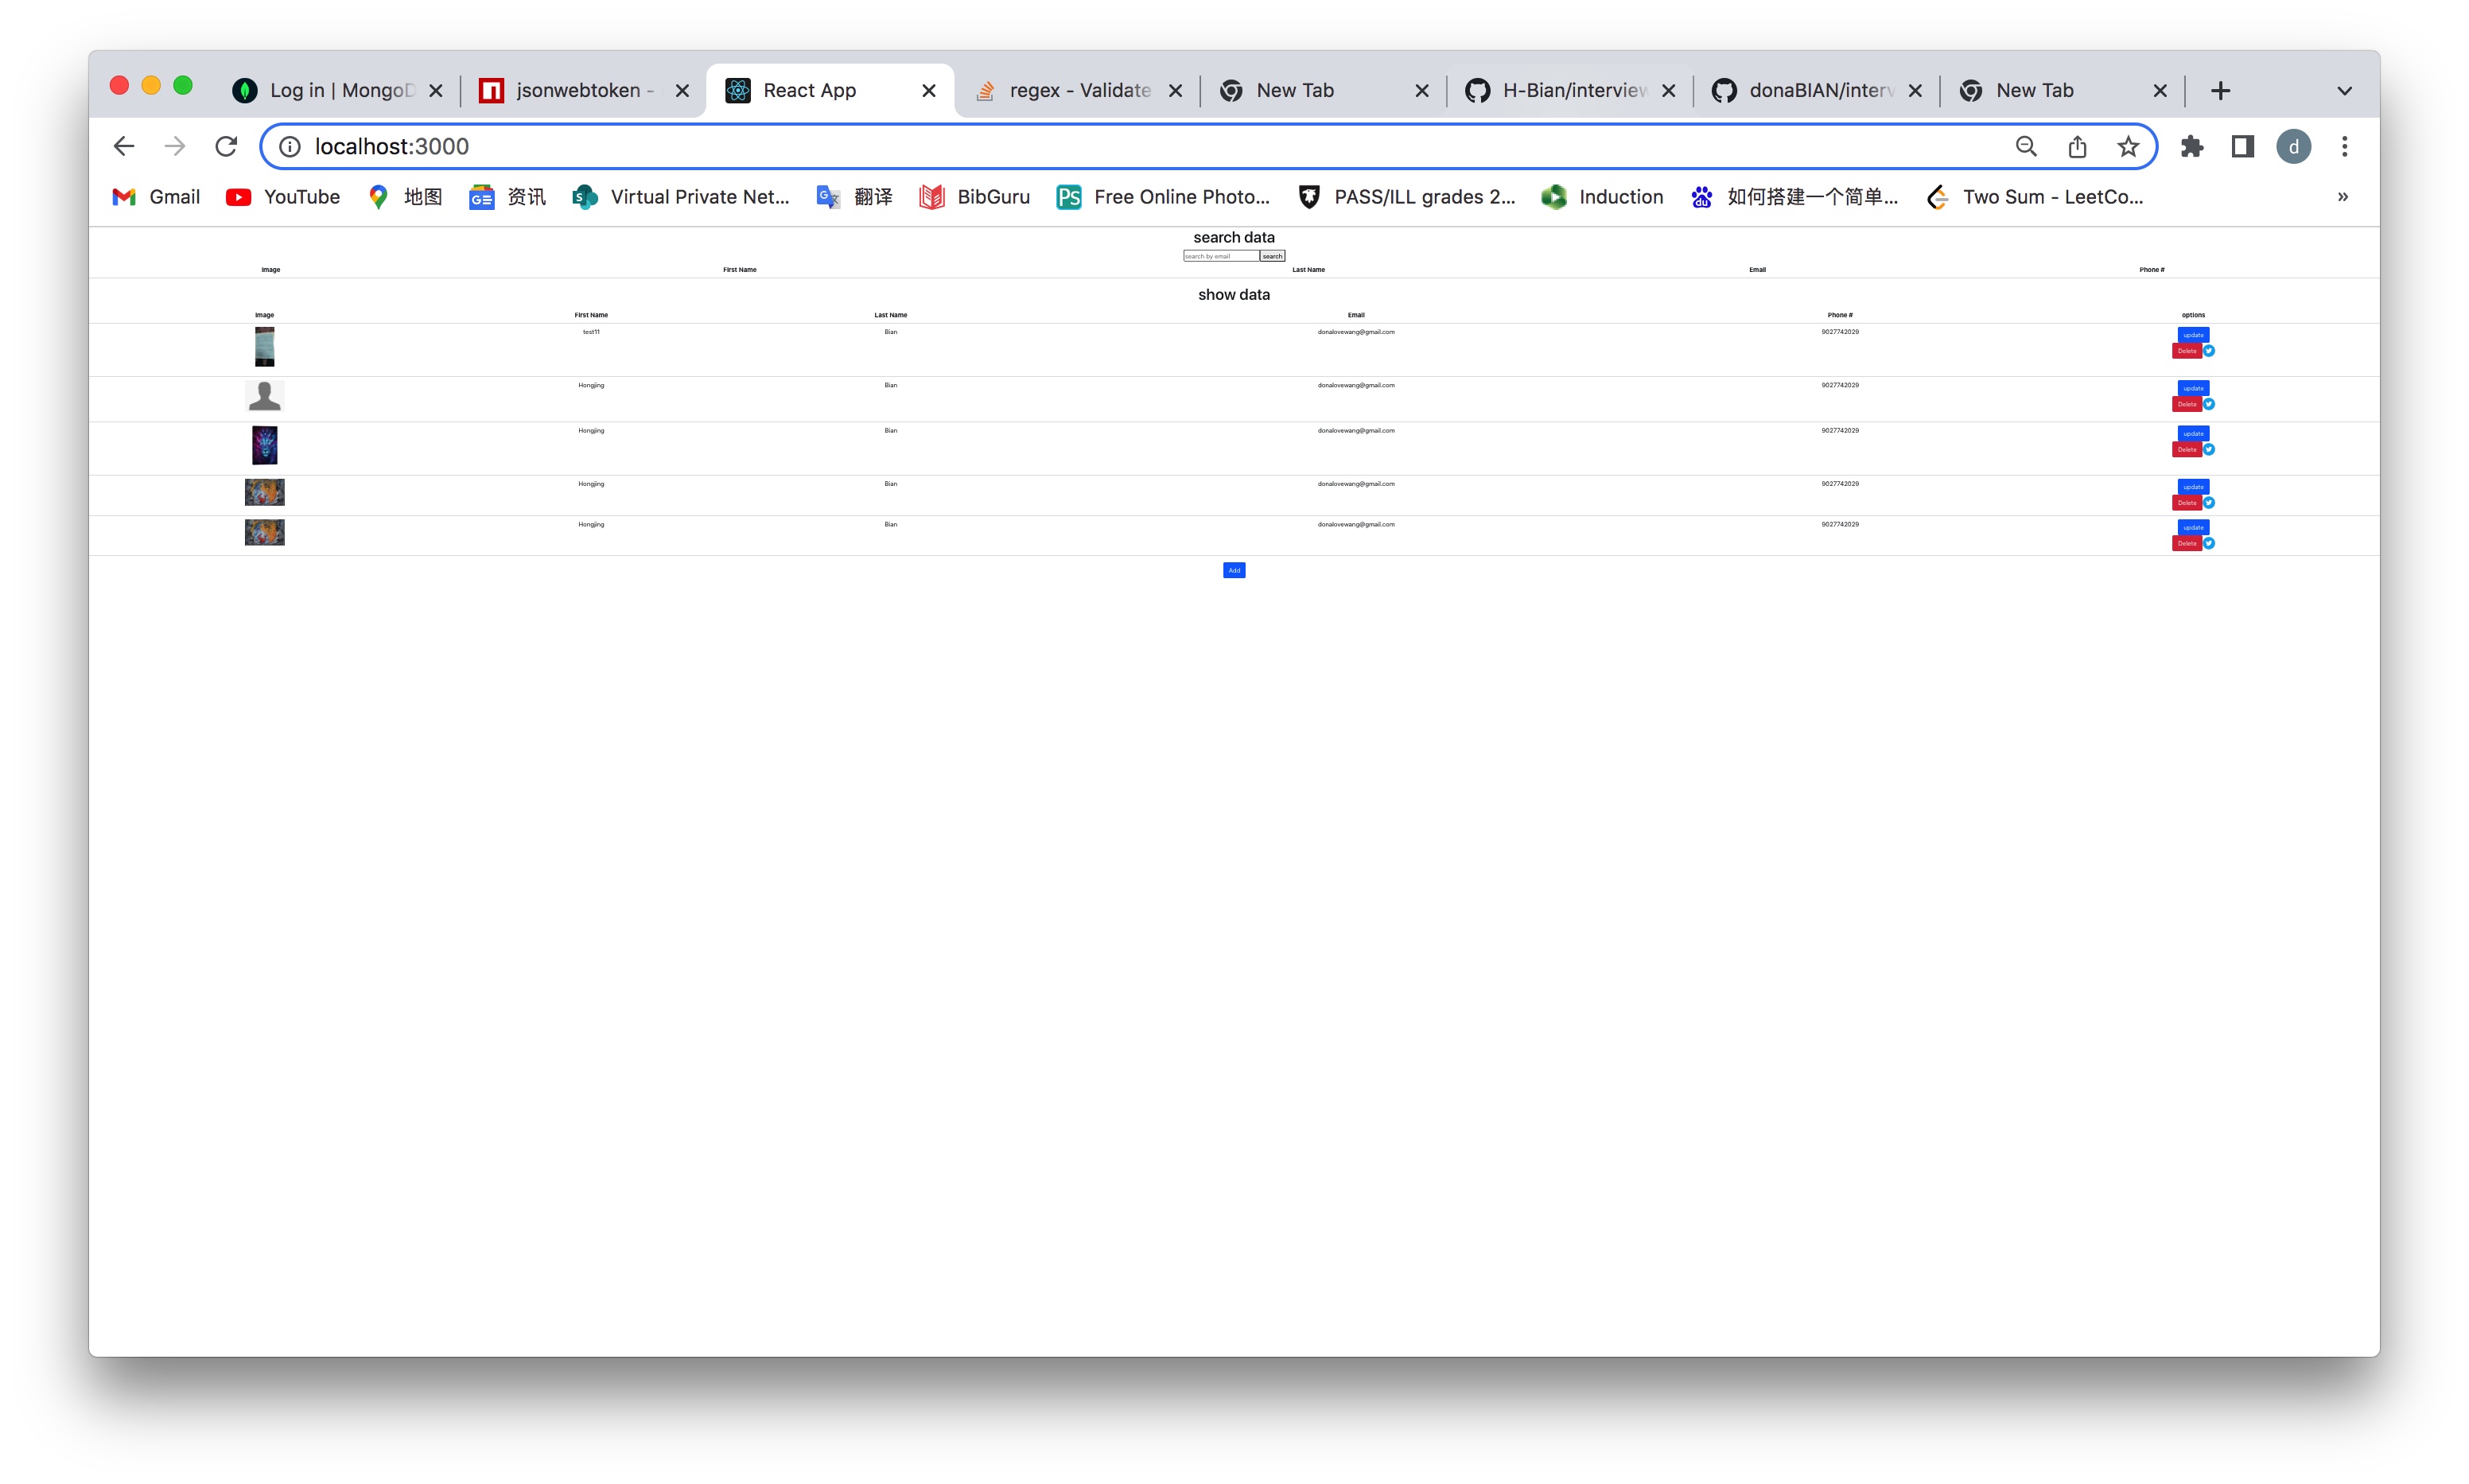 Log in | MongoD
jsonwebtoken -
React App
regex - Validate
New Tab
H-Bian/interview
donaBIAN/interv
New Tab
localhost:3000
d
Gmail
YouTube
地图
资讯
Virtual Private Net...
翻译
BibGuru
Free Online Photo...
PASS/ILL grades 2...
Induction
如何搭建一个简单...
Two Sum - LeetCo...
search data
search by email search
Image First Name Last Name Email Phone #
show data
Image First Name Last Name Email Phone # options
test11 Bian donalovewang@gmail.com 9027742029 update
Delete
Hongjing Bian donalovewang@gmail.com 9027742029 update
Delete
Hongjing Bian donalovewang@gmail.com 9027742029 update
Delete
Hongjing Bian donalovewang@gmail.com 9027742029 update
Delete
Hongjing Bian donalovewang@gmail.com 9027742029 update
Delete
Add